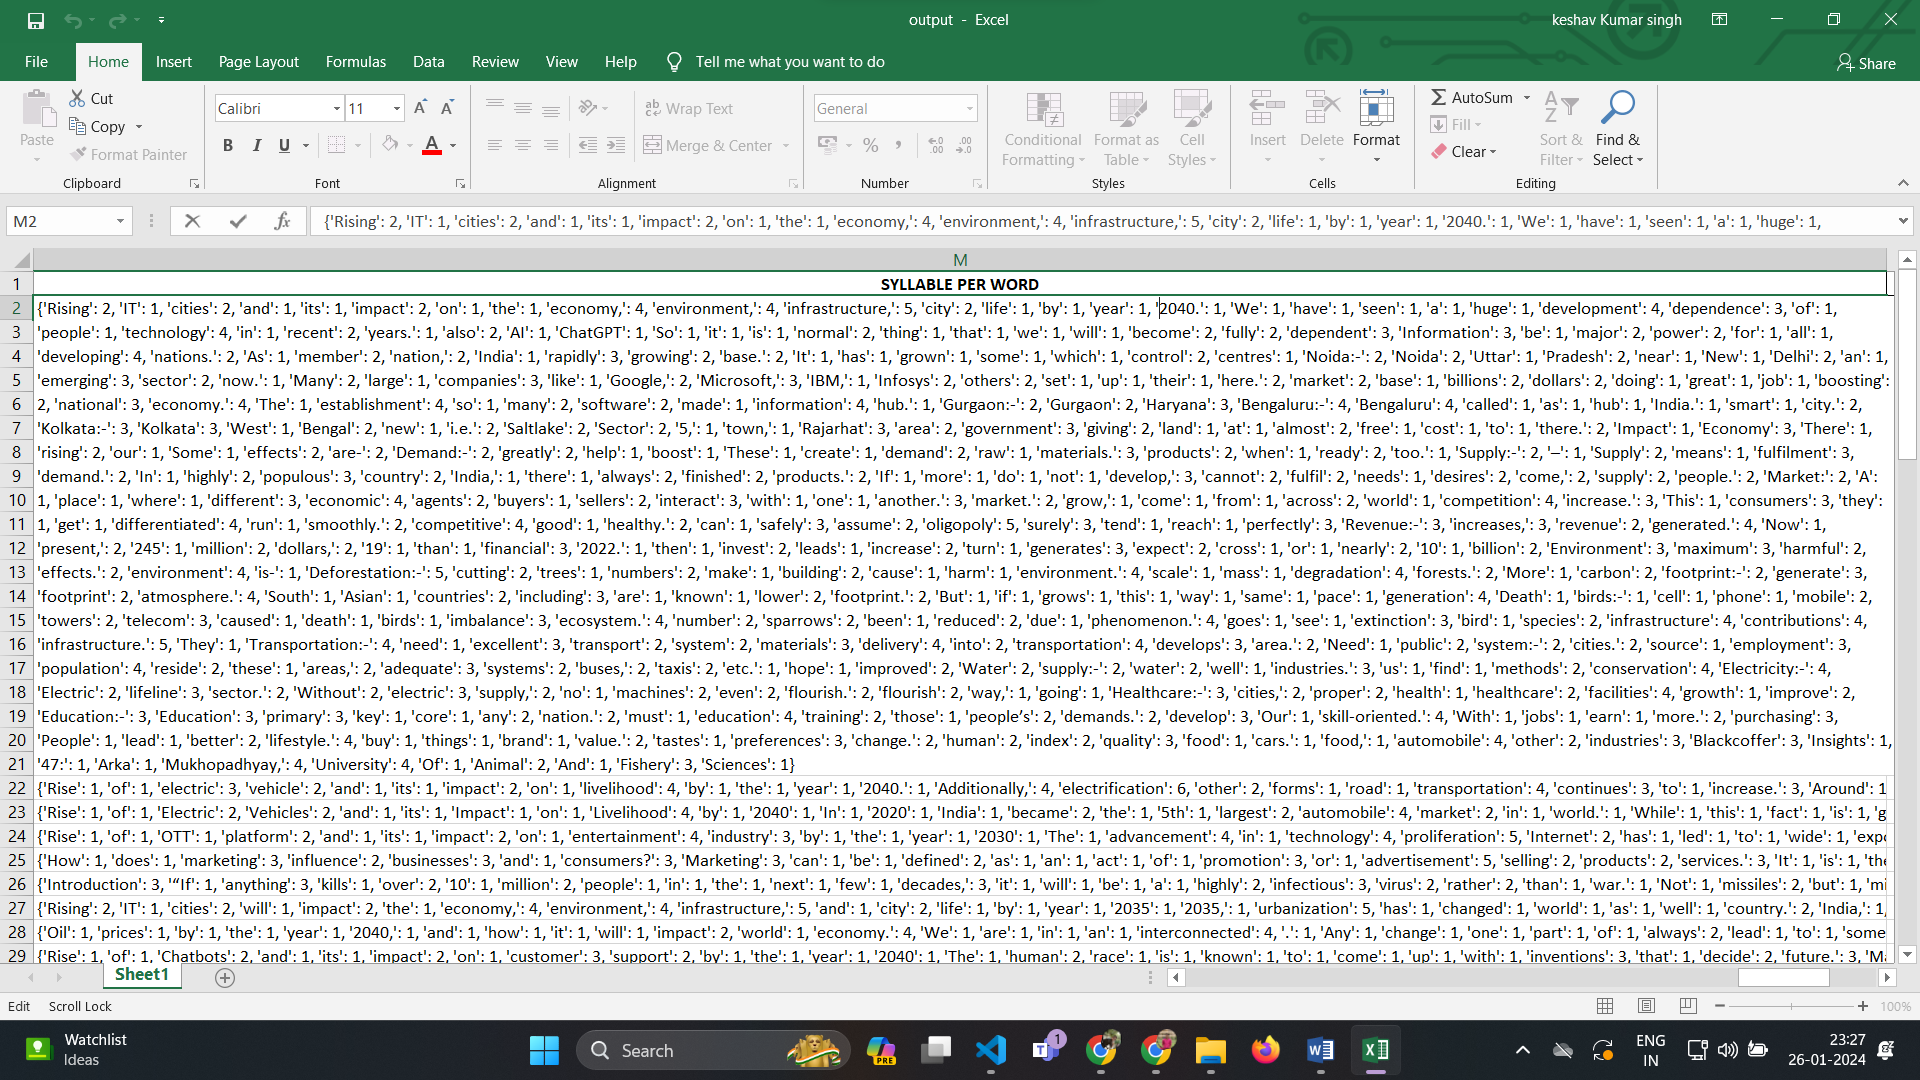 output - Excel
keshav Kumar singh
File Home Insert Page Layout Formulas Data Review View Help Tell me what you want to do
Share
Paste
Cut
Copy
Format Painter
Clipboard
Calibri 11
B I U
Font
Wrap Text
Merge & Center
Alignment
General
Number
Conditional Formatting
Format as Table
Cell Styles
Styles
Insert Delete Format
Cells
AutoSum
Fill
Clear
Sort & Filter
Find & Select
Editing
M2
{'Rising': 2, 'IT': 1, 'cities': 2, 'and': 1, 'its': 1, 'impact': 2, 'on': 1, 'the': 1, 'economy,': 4, 'environment,': 4, 'infrastructure,': 5, 'city': 2, 'life': 1, 'by': 1, 'year': 1, '2040.': 1, 'We': 1, 'have': 1, 'seen': 1, 'a': 1, 'huge': 1,
M
1 SYLLABLE PER WORD
2 {'Rising': 2, 'IT': 1, 'cities': 2, 'and': 1, 'its': 1, 'impact': 2, 'on': 1, 'the': 1, 'economy,': 4, 'environment,': 4, 'infrastructure,': 5, 'city': 2, 'life': 1, 'by': 1, 'year': 1, '2040.': 1, 'We': 1, 'have': 1, 'seen': 1, 'a': 1, 'huge': 1, 'development': 4, 'dependence': 3, 'of': 1,
3 'people': 1, 'technology': 4, 'in': 1, 'recent': 2, 'years.': 1, 'also': 2, 'AI': 1, 'ChatGPT': 1, 'So': 1, 'it': 1, 'is': 1, 'normal': 2, 'thing': 1, 'that': 1, 'we': 1, 'will': 1, 'become': 2, 'fully': 2, 'dependent': 3, 'Information': 3, 'be': 1, 'major': 2, 'power': 2, 'for': 1, 'all': 1,
4 'developing': 4, 'nations.': 2, 'As': 1, 'member': 2, 'nation,': 2, 'India': 1, 'rapidly': 3, 'growing': 2, 'base.': 2, 'It': 1, 'has': 1, 'grown': 1, 'some': 1, 'which': 1, 'control': 2, 'centres': 1, 'Noida:-': 2, 'Noida': 2, 'Uttar': 1, 'Pradesh': 2, 'near': 1, 'New': 1, 'Delhi': 2, 'an': 1,
5 'emerging': 3, 'sector': 2, 'now.': 1, 'Many': 2, 'large': 1, 'companies': 3, 'like': 1, 'Google,': 2, 'Microsoft,': 3, 'IBM,': 1, 'Infosys': 2, 'others': 2, 'set': 1, 'up': 1, 'their': 1, 'here.': 2, 'market': 2, 'base': 1, 'billions': 2, 'dollars': 2, 'doing': 1, 'great': 1, 'job': 1, 'boosting':
6 2, 'national': 3, 'economy.': 4, 'The': 1, 'establishment': 4, 'so': 1, 'many': 2, 'software': 2, 'made': 1, 'information': 4, 'hub.': 1, 'Gurgaon:-': 2, 'Gurgaon': 2, 'Haryana': 3, 'Bengaluru:-': 4, 'Bengaluru': 4, 'called': 1, 'as': 1, 'hub': 1, 'India.': 1, 'smart': 1, 'city.': 2,
7 'Kolkata:-': 3, 'Kolkata': 3, 'West': 1, 'Bengal': 2, 'new': 1, 'i.e.': 2, 'Saltlake': 2, 'Sector': 2, '5,': 1, 'town,': 1, 'Rajarhat': 3, 'area': 2, 'government': 3, 'giving': 2, 'land': 1, 'at': 1, 'almost': 2, 'free': 1, 'cost': 1, 'to': 1, 'there.': 2, 'Impact': 1, 'Economy': 3, 'There': 1,
8 'rising': 2, 'our': 1, 'Some': 1, 'effects': 2, 'are-': 2, 'Demand:-': 2, 'greatly': 2, 'help': 1, 'boost': 1, 'These': 1, 'create': 1, 'demand': 2, 'raw': 1, 'materials.': 3, 'products': 2, 'when': 1, 'ready': 2, 'too.': 1, 'Supply:-': 2, '–': 1, 'Supply': 2, 'means': 1, 'fulfilment': 3,
9 'demand.': 2, 'In': 1, 'highly': 2, 'populous': 3, 'country': 2, 'India,': 1, 'there': 1, 'always': 2, 'finished': 2, 'products.': 2, 'If': 1, 'more': 1, 'do': 1, 'not': 1, 'develop,': 3, 'cannot': 2, 'fulfil': 2, 'needs': 1, 'desires': 2, 'come,': 2, 'supply': 2, 'people.': 2, 'Market:': 2, 'A':
10 1, 'place': 1, 'where': 1, 'different': 3, 'economic': 4, 'agents': 2, 'buyers': 1, 'sellers': 2, 'interact': 3, 'with': 1, 'one': 1, 'another.': 3, 'market.': 2, 'grow,': 1, 'come': 1, 'from': 1, 'across': 2, 'world': 1, 'competition': 4, 'increase.': 3, 'This': 1, 'consumers': 3, 'they':
11 1, 'get': 1, 'differentiated': 4, 'run': 1, 'smoothly.': 2, 'competitive': 4, 'good': 1, 'healthy.': 2, 'can': 1, 'safely': 3, 'assume': 2, 'oligopoly': 5, 'surely': 3, 'tend': 1, 'reach': 1, 'perfectly': 3, 'Revenue:-': 3, 'increases,': 3, 'revenue': 2, 'generated.': 4, 'Now': 1,
12 'present,': 2, '245': 1, 'million': 2, 'dollars,': 2, '19': 1, 'than': 1, 'financial': 3, '2022.': 1, 'then': 1, 'invest': 2, 'leads': 1, 'increase': 2, 'turn': 1, 'generates': 3, 'expect': 2, 'cross': 1, 'or': 1, 'nearly': 2, '10': 1, 'billion': 2, 'Environment': 3, 'maximum': 3, 'harmful': 2,
13 'effects.': 2, 'environment': 4, 'is-': 1, 'Deforestation:-': 5, 'cutting': 2, 'trees': 1, 'numbers': 2, 'make': 1, 'building': 2, 'cause': 1, 'harm': 1, 'environment.': 4, 'scale': 1, 'mass': 1, 'degradation': 4, 'forests.': 2, 'More': 1, 'carbon': 2, 'footprint:-': 2, 'generate': 3,
14 'footprint': 2, 'atmosphere.': 4, 'South': 1, 'Asian': 1, 'countries': 2, 'including': 3, 'are': 1, 'known': 1, 'lower': 2, 'footprint.': 2, 'But': 1, 'if': 1, 'grows': 1, 'this': 1, 'way': 1, 'same': 1, 'pace': 1, 'generation': 4, 'Death': 1, 'birds:-': 1, 'cell': 1, 'phone': 1, 'mobile': 2,
15 'towers': 2, 'telecom': 3, 'caused': 1, 'death': 1, 'birds': 1, 'imbalance': 3, 'ecosystem.': 4, 'number': 2, 'sparrows': 2, 'been': 1, 'reduced': 2, 'due': 1, 'phenomenon.': 4, 'goes': 1, 'see': 1, 'extinction': 3, 'bird': 1, 'species': 2, 'infrastructure': 4, 'contributions': 4,
16 'infrastructure.': 5, 'They': 1, 'Transportation:-': 4, 'need': 1, 'excellent': 3, 'transport': 2, 'system': 2, 'materials': 3, 'delivery': 4, 'into': 2, 'transportation': 4, 'develops': 3, 'area.': 2, 'Need': 1, 'public': 2, 'system:-': 2, 'cities.': 2, 'source': 1, 'employment': 3,
17 'population': 4, 'reside': 2, 'these': 1, 'areas,': 2, 'adequate': 3, 'systems': 2, 'buses,': 2, 'taxis': 2, 'etc.': 1, 'hope': 1, 'improved': 2, 'Water': 2, 'supply:-': 2, 'water': 2, 'well': 1, 'industries.': 3, 'us': 1, 'find': 1, 'methods': 2, 'conservation': 4, 'Electricity:-': 4,
18 'Electric': 2, 'lifeline': 3, 'sector.': 2, 'Without': 2, 'electric': 3, 'supply,': 2, 'no': 1, 'machines': 2, 'even': 2, 'flourish.': 2, 'flourish': 2, 'way,': 1, 'going': 1, 'Healthcare:-': 3, 'cities,': 2, 'proper': 2, 'health': 1, 'healthcare': 2, 'facilities': 4, 'growth': 1, 'improve': 2,
19 'Education:-': 3, 'Education': 3, 'primary': 3, 'key': 1, 'core': 1, 'any': 2, 'nation.': 2, 'must': 1, 'education': 4, 'training': 2, 'those': 1, 'people’s': 2, 'demands.': 2, 'develop': 3, 'Our': 1, 'skill-oriented.': 4, 'With': 1, 'jobs': 1, 'earn': 1, 'more.': 2, 'purchasing': 3,
20 'People': 1, 'lead': 1, 'better': 2, 'lifestyle.': 4, 'buy': 1, 'things': 1, 'brand': 1, 'value.': 2, 'tastes': 1, 'preferences': 3, 'change.': 2, 'human': 2, 'index': 2, 'quality': 3, 'food': 1, 'cars.': 1, 'food,': 1, 'automobile': 4, 'other': 2, 'industries': 3, 'Blackcoffer': 3, 'Insights': 1,
21 '47:': 1, 'Arka': 1, 'Mukhopadhyay,': 4, 'University': 4, 'Of': 1, 'Animal': 2, 'And': 1, 'Fishery': 3, 'Sciences': 1}
22 {'Rise': 1, 'of': 1, 'electric': 3, 'vehicle': 2, 'and': 1, 'its': 1, 'impact': 2, 'on': 1, 'livelihood': 4, 'by': 1, 'the': 1, 'year': 1, '2040.': 1, 'Additionally,': 4, 'electrification': 6, 'other': 2, 'forms': 1, 'road': 1, 'transportation': 4, 'continues': 3, 'to': 1, 'increase.': 3, 'Around': 1
23 {'Rise': 1, 'of': 1, 'Electric': 2, 'Vehicles': 2, 'and': 1, 'its': 1, 'Impact': 1, 'on': 1, 'Livelihood': 4, 'by': 1, '2040': 1, 'In': 1, '2020': 1, 'India': 1, 'became': 2, 'the': 1, '5th': 1, 'largest': 2, 'automobile': 4, 'market': 2, 'in': 1, 'world.': 1, 'While': 1, 'this': 1, 'fact': 1, 'is': 1, 'g
24 {'Rise': 1, 'of': 1, 'OTT': 1, 'platform': 2, 'and': 1, 'its': 1, 'impact': 2, 'on': 1, 'entertainment': 4, 'industry': 3, 'by': 1, 'the': 1, 'year': 1, '2030': 1, 'The': 1, 'advancement': 4, 'in': 1, 'technology': 4, 'proliferation': 5, 'Internet': 2, 'has': 1, 'led': 1, 'to': 1, 'wide': 1, 'expo
25 {'How': 1, 'does': 1, 'marketing': 3, 'influence': 2, 'businesses': 3, 'and': 1, 'consumers?': 3, 'Marketing': 3, 'can': 1, 'be': 1, 'defined': 2, 'as': 1, 'an': 1, 'act': 1, 'of': 1, 'promotion': 3, 'or': 1, 'advertisement': 5, 'selling': 2, 'products': 2, 'services.': 3, 'It': 1, 'is': 1, 'the
26 {'Introduction': 3, '“If': 1, 'anything': 3, 'kills': 1, 'over': 2, '10': 1, 'million': 2, 'people': 1, 'in': 1, 'the': 1, 'next': 1, 'few': 1, 'decades,': 3, 'it': 1, 'will': 1, 'be': 1, 'a': 1, 'highly': 2, 'infectious': 3, 'virus': 2, 'rather': 2, 'than': 1, 'war.': 1, 'Not': 1, 'missiles': 2, 'but': 1, 'mi
27 {'Rising': 2, 'IT': 1, 'cities': 2, 'will': 1, 'impact': 2, 'the': 1, 'economy,': 4, 'environment,': 4, 'infrastructure,': 5, 'and': 1, 'city': 2, 'life': 1, 'by': 1, 'year': 1, '2035': 1, '2035,': 1, 'urbanization': 5, 'has': 1, 'changed': 1, 'world': 1, 'as': 1, 'well': 1, 'country.': 2, 'India,': 1,
28 {'Oil': 1, 'prices': 1, 'by': 1, 'the': 1, 'year': 1, '2040,': 1, 'and': 1, 'how': 1, 'it': 1, 'will': 1, 'impact': 2, 'world': 1, 'economy.': 4, 'We': 1, 'are': 1, 'in': 1, 'an': 1, 'interconnected': 4, '.': 1, 'Any': 1, 'change': 1, 'one': 1, 'part': 1, 'of': 1, 'always': 2, 'lead': 1, 'to': 1, 'some
29 {'Rise': 1, 'of': 1, 'Chatbots': 2, 'and': 1, 'its': 1, 'impact': 2, 'on': 1, 'customer': 3, 'support': 2, 'by': 1, 'the': 1, 'year': 1, '2040': 1, 'The': 1, 'human': 2, 'race': 1, 'is': 1, 'known': 1, 'to': 1, 'come': 1, 'up': 1, 'with': 1, 'inventions': 3, 'that': 1, 'decide': 2, 'future.': 3, 'Ma
Sheet1
Edit Scroll Lock 100%
Watchlist
Ideas
Search
PRE
1
ENG
IN
23:27
26-01-2024